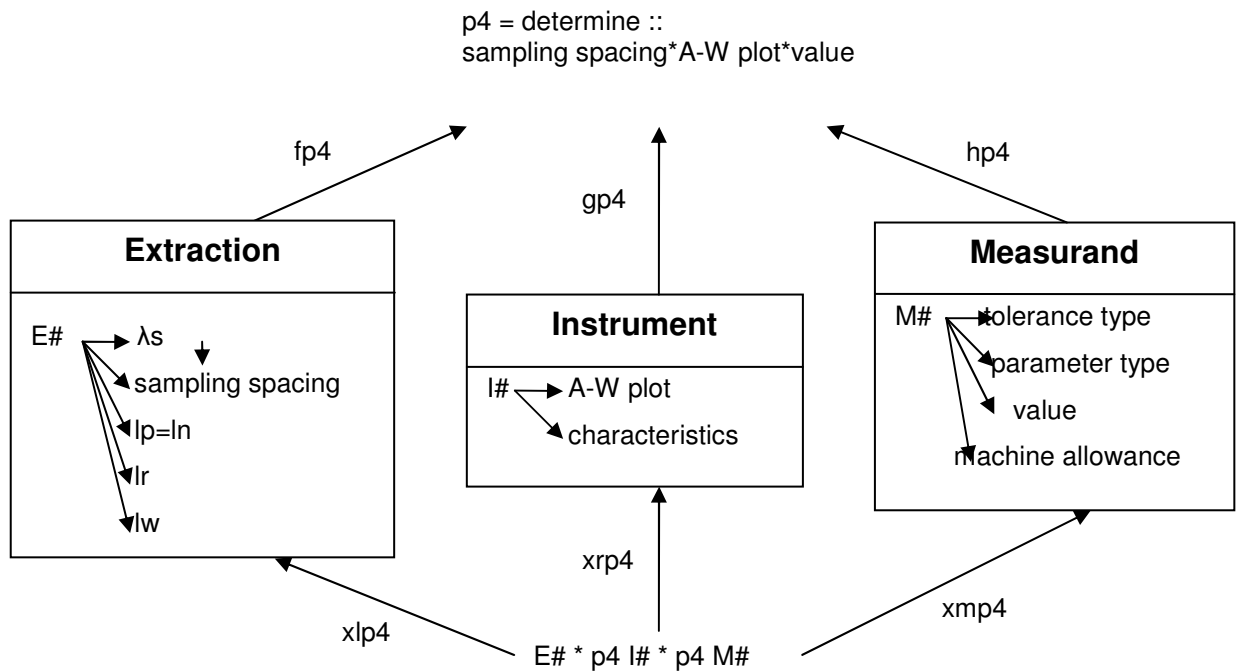 p4 = determine ::
sampling spacing*A-W plot*value
fp4
gp4
hp4
Extraction
E#
λs
sampling spacing
lp=ln
lr
lw
Instrument
I#
A-W plot
characteristics
Measurand
M#
tolerance type
parameter type
value
machine allowance
xlp4
xrp4
xmp4
E# * p4 I# * p4 M#